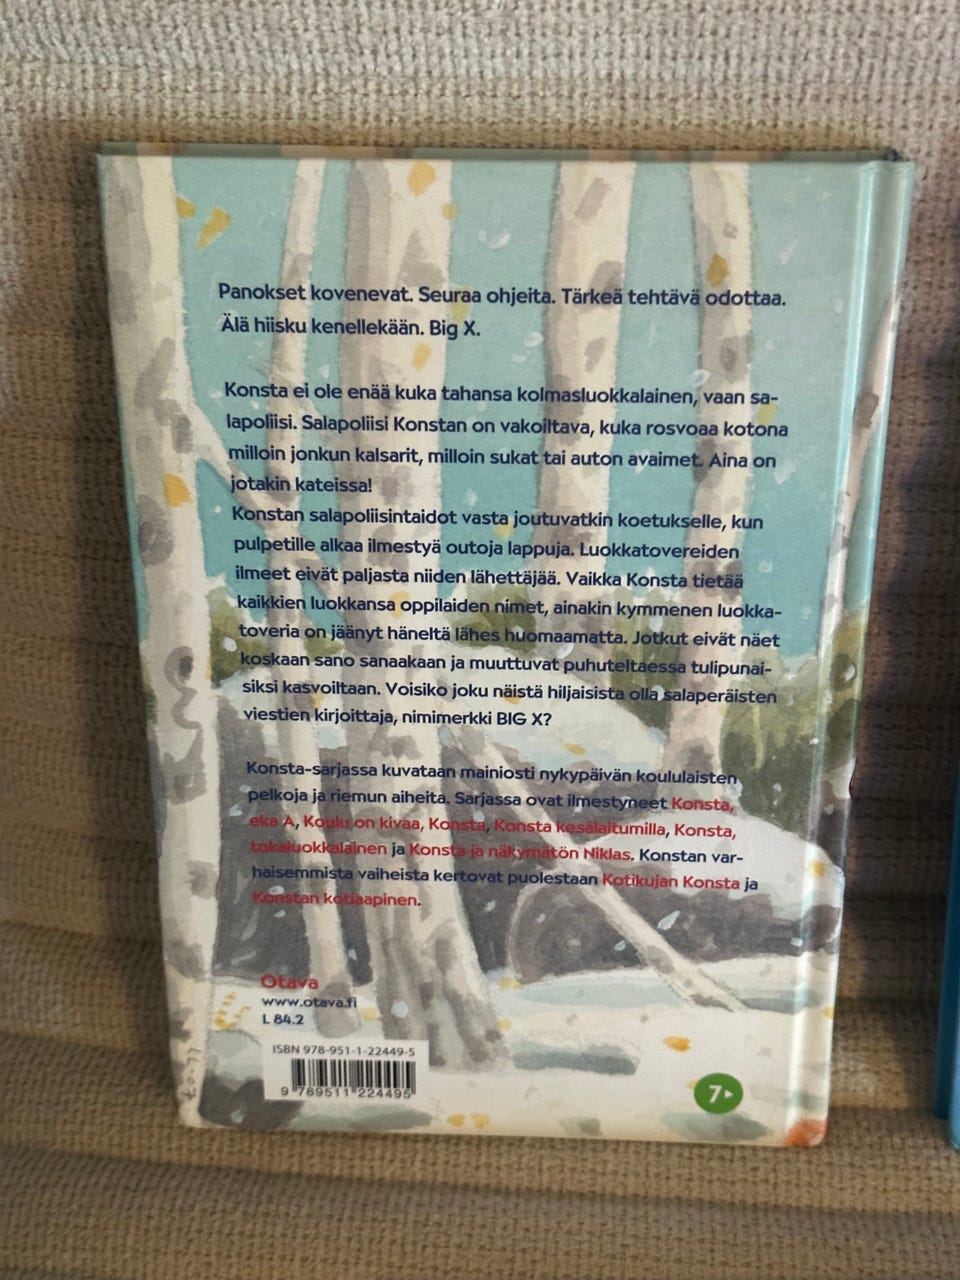 Panokset kovenevat. Seuraa ohjeita. Tärkeä tehtävä odottaa.
Älä hiisku kenellekään. Big X.
Konsta ei ole enää kuka tahansa kolmasluokkalainen, vaan sa-
lapoliisi. Salapoliisi Konstan on vakoiltava, kuka rosvoaa kotona
milloin jonkun kalsarit, milloin sukat tai auton avaimet. Aina on
jotakin kateissa!
Konstan salapoliisintaidot vasta joutuvatkin koetukselle, kun
pulpetille alkaa ilmestyä outoja lappuja. Luokkatovereiden
ilmeet eivät paljasta niiden lähettäjää. Vaikka Konsta tietää
kaikkien luokkansa oppilaiden nimet, ainakin kymmenen luokka-
toveria on jäänyt häneltä lähes huomaamatta. Jotkut eivät näet
koskaan sano sanaakaan ja muuttuvat puhuteltaessa tulipunai-
siksi kasvoiltaan. Voisiko joku näistä hiljaisista olla salaperäisten
viestien kirjoittaja, nimimerkki BIG X?
Konsta-sarjassa kuvataan mainiosti nykypäivän koululaisten
pelkoja ja riemun aiheita. Sarjassa ovat ilmestyneet Konsta,
eka A, Koulu on kivaa, Konsta, Konsta kesälaitumilla, Konsta,
tokaluokkalainen ja Konsta ja näkymätön Niklas. Konstan var-
haisemmista vaiheista kertovat puolestaan Kotikujan Konsta ja
Konstan kotiaapinen.
Otava
www.otava.fi
L 84.2
ISBN 978-951-1-22449-5
9 789511 224495
7